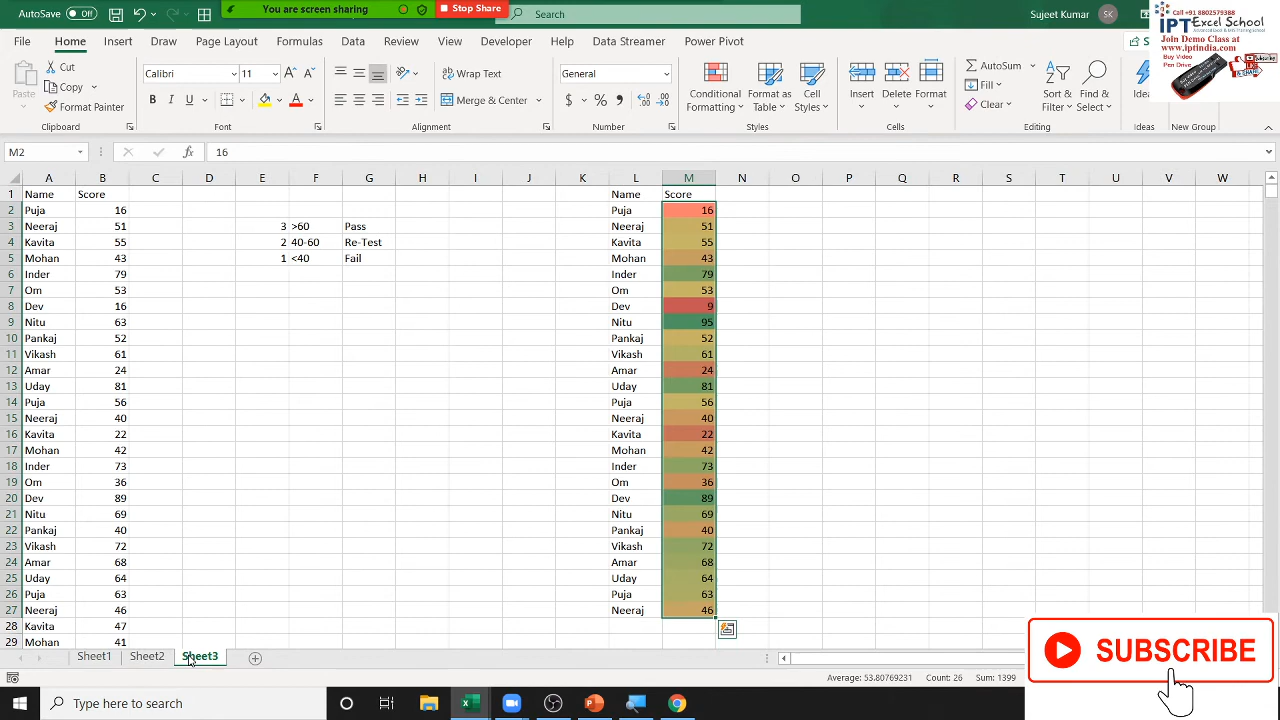 AutoSave Off
You are screen sharing
Stop Share
Search
Sujeet Kumar
SK
Call +91 8802579388
IPT Excel School
Join Demo Class at
www.iptindia.com
Buy Video
Pen Drive
File Home Insert Draw Page Layout Formulas Data Review View Help Data Streamer Power Pivot
Paste
Cut
Copy
Format Painter
Clipboard
Calibri 11
B I U
Font
Wrap Text
Merge & Center
Alignment
General
Number
Conditional Formatting
Format as Table
Cell Styles
Styles
Insert Delete Format
Cells
AutoSum
Fill
Clear
Sort & Filter
Find & Select
Editing
Ideas
Ideas
New Group
M2
fx 16
A B C D E F G H I J K L M N O P Q R S T U V W
1 Name Score Name Score
2 Puja 16 Puja 16
3 Neeraj 51 3 >60 Pass Neeraj 51
4 Kavita 55 2 40-60 Re-Test Kavita 55
5 Mohan 43 1 <40 Fail Mohan 43
6 Inder 79 Inder 79
7 Om 53 Om 53
8 Dev 16 Dev 9
9 Nitu 63 Nitu 95
10 Pankaj 52 Pankaj 52
11 Vikash 61 Vikash 61
12 Amar 24 Amar 24
13 Uday 81 Uday 81
14 Puja 56 Puja 56
15 Neeraj 40 Neeraj 40
16 Kavita 22 Kavita 22
17 Mohan 42 Mohan 42
18 Inder 73 Inder 73
19 Om 36 Om 36
20 Dev 89 Dev 89
21 Nitu 69 Nitu 69
22 Pankaj 40 Pankaj 40
23 Vikash 72 Vikash 72
24 Amar 68 Amar 68
25 Uday 64 Uday 64
26 Puja 63 Puja 63
27 Neeraj 46 Neeraj 46
28 Kavita 47
29 Mohan 41
SUBSCRIBE
Sheet1 Sheet2 Sheet3
Average: 53.80769231 Count: 26 Sum: 1399
Type here to search